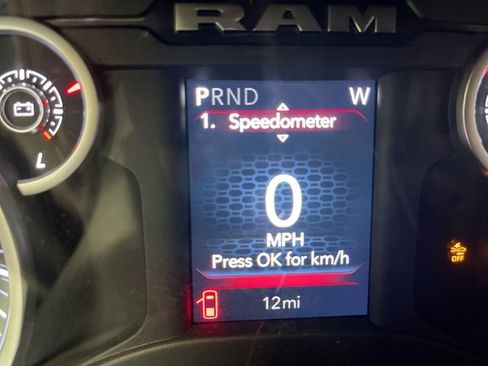 RAM
PRND W
1. Speedometer
0
MPH
Press OK for km/h
12mi
L
OFF